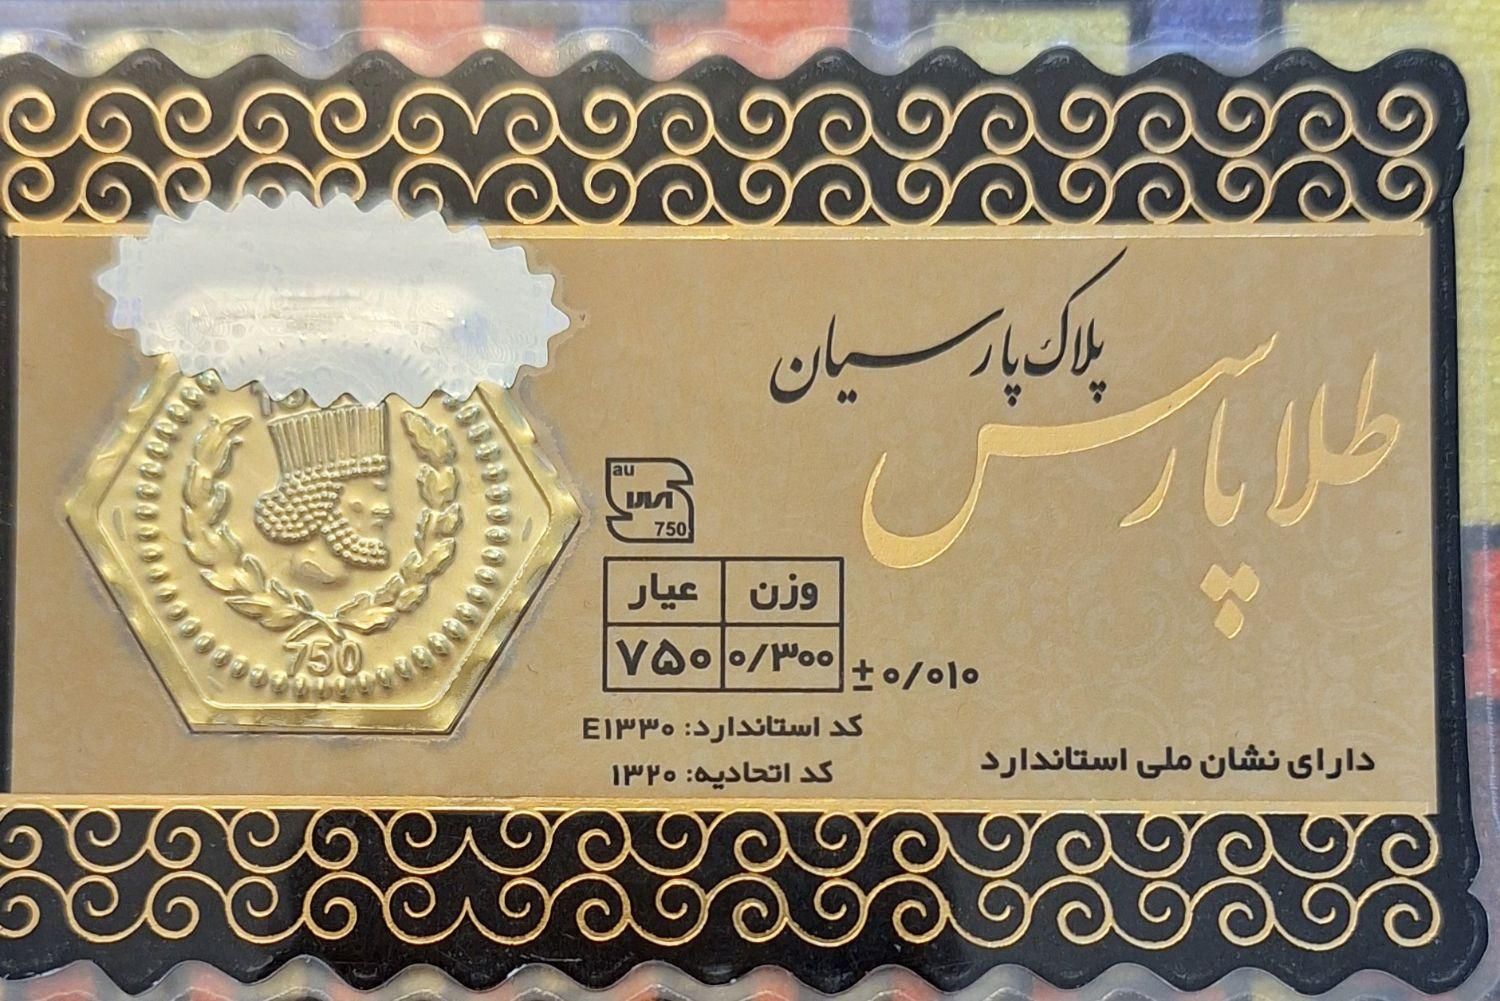 پلاک پارسیان
طلا پارس
au
750
وزن عیار
۰/۳۰۰ ۷۵۰
± ۰/۰۱۰
کد استاندارد: E۱۳۳۰
کد اتحادیه: ۱۳۲۰
دارای نشان ملی استاندارد
750